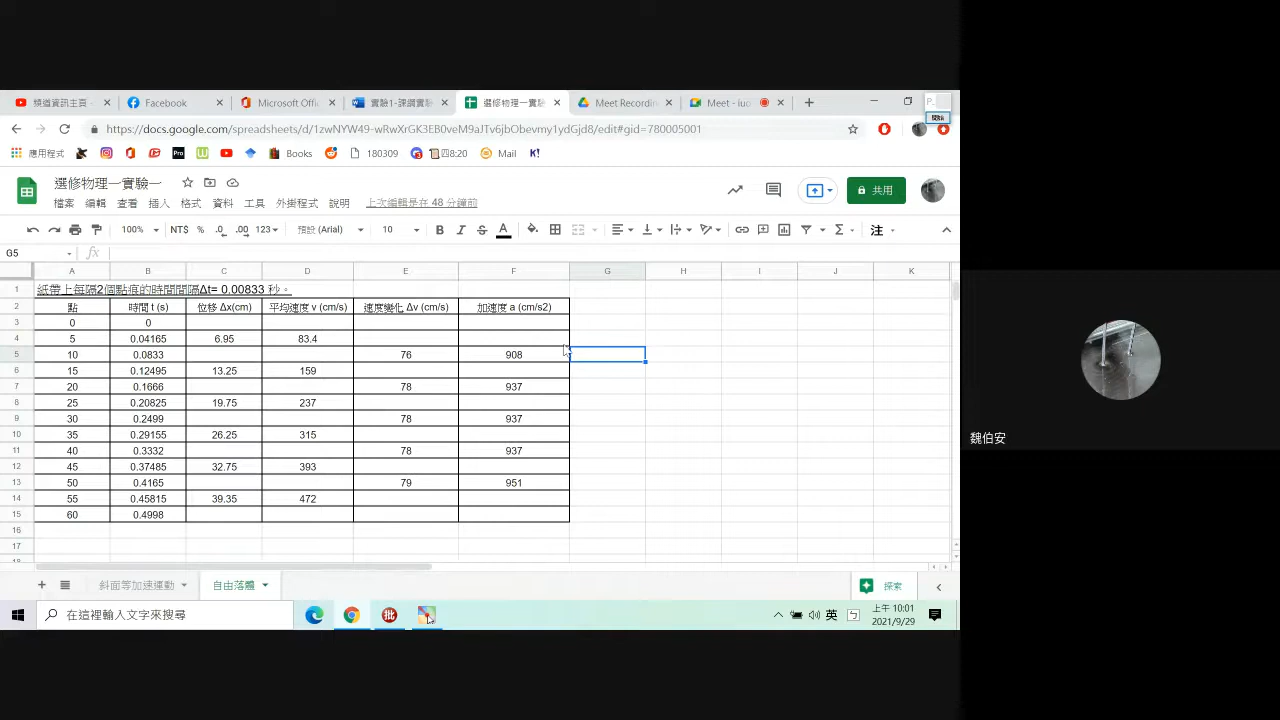 頻道資訊主頁 -
Facebook
Microsoft Offic
實驗1-課綱實驗
選修物理一實驗一
Meet Recordin
Meet - iuo
https://docs.google.com/spreadsheets/d/1zwNYW49-wRwXrGK3EB0veM9aJTv6jbObevmy1ydGjd8/edit#gid=780005001
開始
應用程式
Pro
Books
180309
四8:20
Mail
K!
選修物理一實驗一
檔案 編輯 查看 插入 格式 資料 工具 外掛程式 說明 上次編輯是在 48 分鐘前
共用
100% NT$ % .0 .00 123 預設 (Arial) 10 B I S A Σ 注
G5 fx
A B C D E F G H I J K
1 紙帶上每隔2個點痕的時間間隔Δt= 0.00833 秒。
2 點 時間 t (s) 位移 Δx(cm) 平均速度 v (cm/s) 速度變化 Δv (cm/s) 加速度 a (cm/s2)
3 0 0
4 5 0.04165 6.95 83.4
5 10 0.0833 76 908
6 15 0.12495 13.25 159
7 20 0.1666 78 937
8 25 0.20825 19.75 237
9 30 0.2499 78 937
10 35 0.29155 26.25 315
11 40 0.3332 78 937
12 45 0.37485 32.75 393
13 50 0.4165 79 951
14 55 0.45815 39.35 472
15 60 0.4998
16
17
18
斜面等加速運動 自由落體 探索
在這裡輸入文字來搜尋
批
英
上午 10:01
2021/9/29
魏伯安